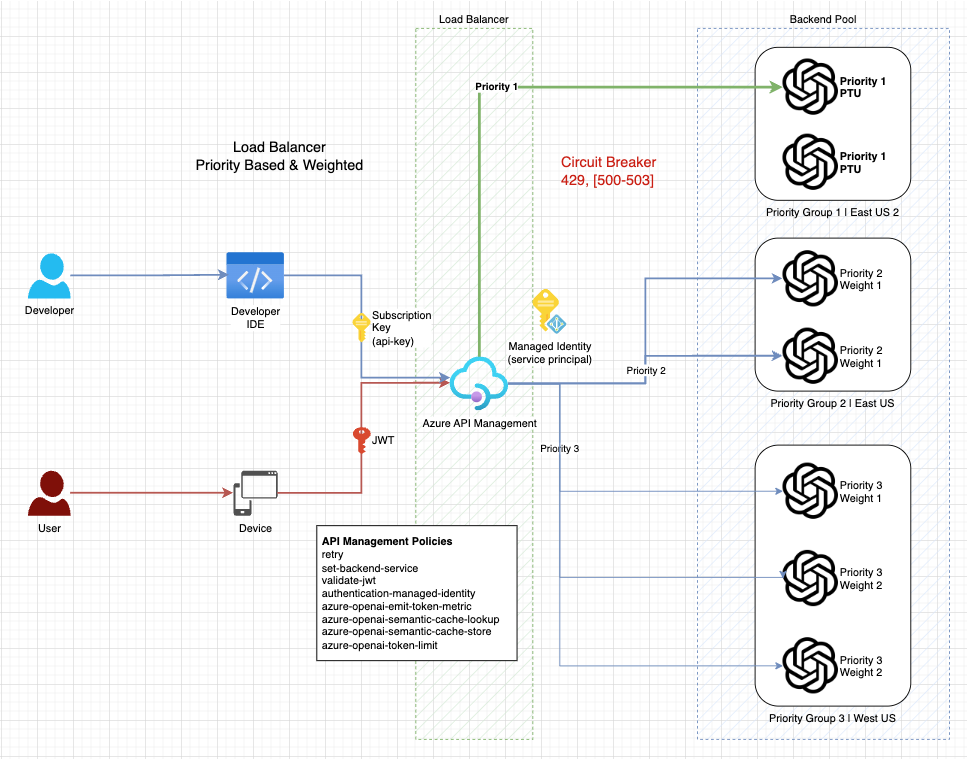 Load Balancer
Backend Pool
Priority 1
Priority 1
PTU
Priority 1
PTU
Priority Group 1 | East US 2
Load Balancer
Priority Based & Weighted
Circuit Breaker
429, [500-503]
Developer
Developer
IDE
Subscription
Key
(api-key)
Managed Identity
(service principal)
Priority 2
Priority 2
Weight 1
Priority 2
Weight 1
Priority Group 2 | East US
Azure API Management
JWT
Priority 3
User
Device
API Management Policies
retry
set-backend-service
validate-jwt
authentication-managed-identity
azure-openai-emit-token-metric
azure-openai-semantic-cache-lookup
azure-openai-semantic-cache-store
azure-openai-token-limit
Priority 3
Weight 1
Priority 3
Weight 2
Priority 3
Weight 2
Priority Group 3 | West US